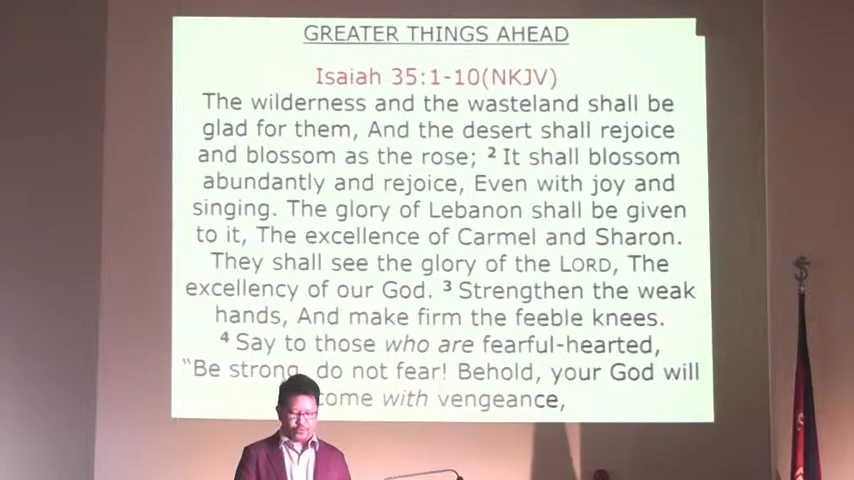 GREATER THINGS AHEAD
Isaiah 35:1-10(NKJV)
The wilderness and the wasteland shall be
glad for them, And the desert shall rejoice
and blossom as the rose; ² It shall blossom
abundantly and rejoice, Even with joy and
singing. The glory of Lebanon shall be given
to it, The excellence of Carmel and Sharon.
They shall see the glory of the LORD, The
excellency of our God. ³ Strengthen the weak
hands, And make firm the feeble knees.
⁴ Say to those who are fearful-hearted,
“Be strong, do not fear! Behold, your God will
come with vengeance,